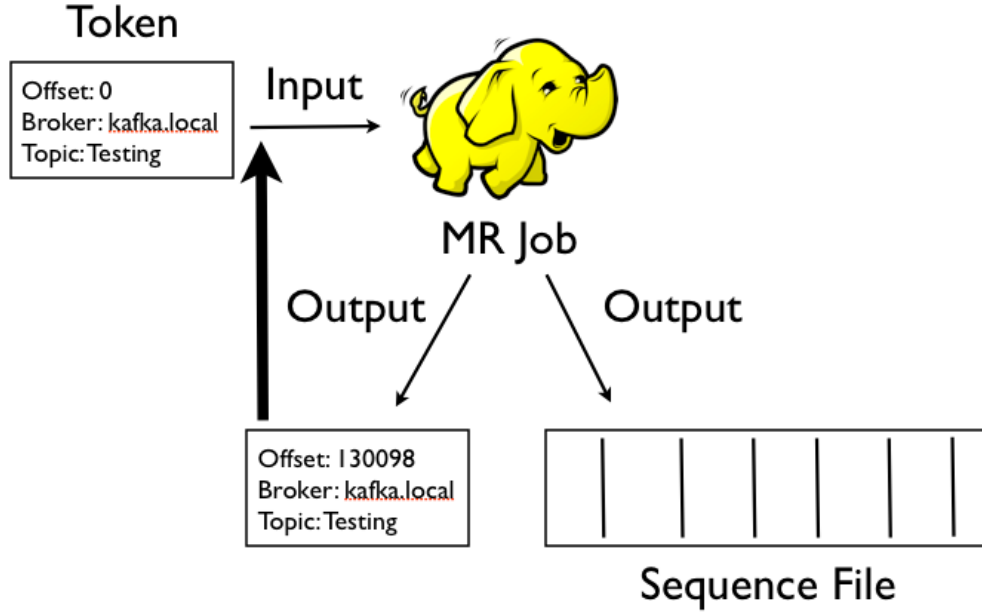 Token
Offset: 0
Broker: kafka.local
Topic: Testing
Input
MR Job
Output
Output
Offset: 130098
Broker: kafka.local
Topic: Testing
Sequence File